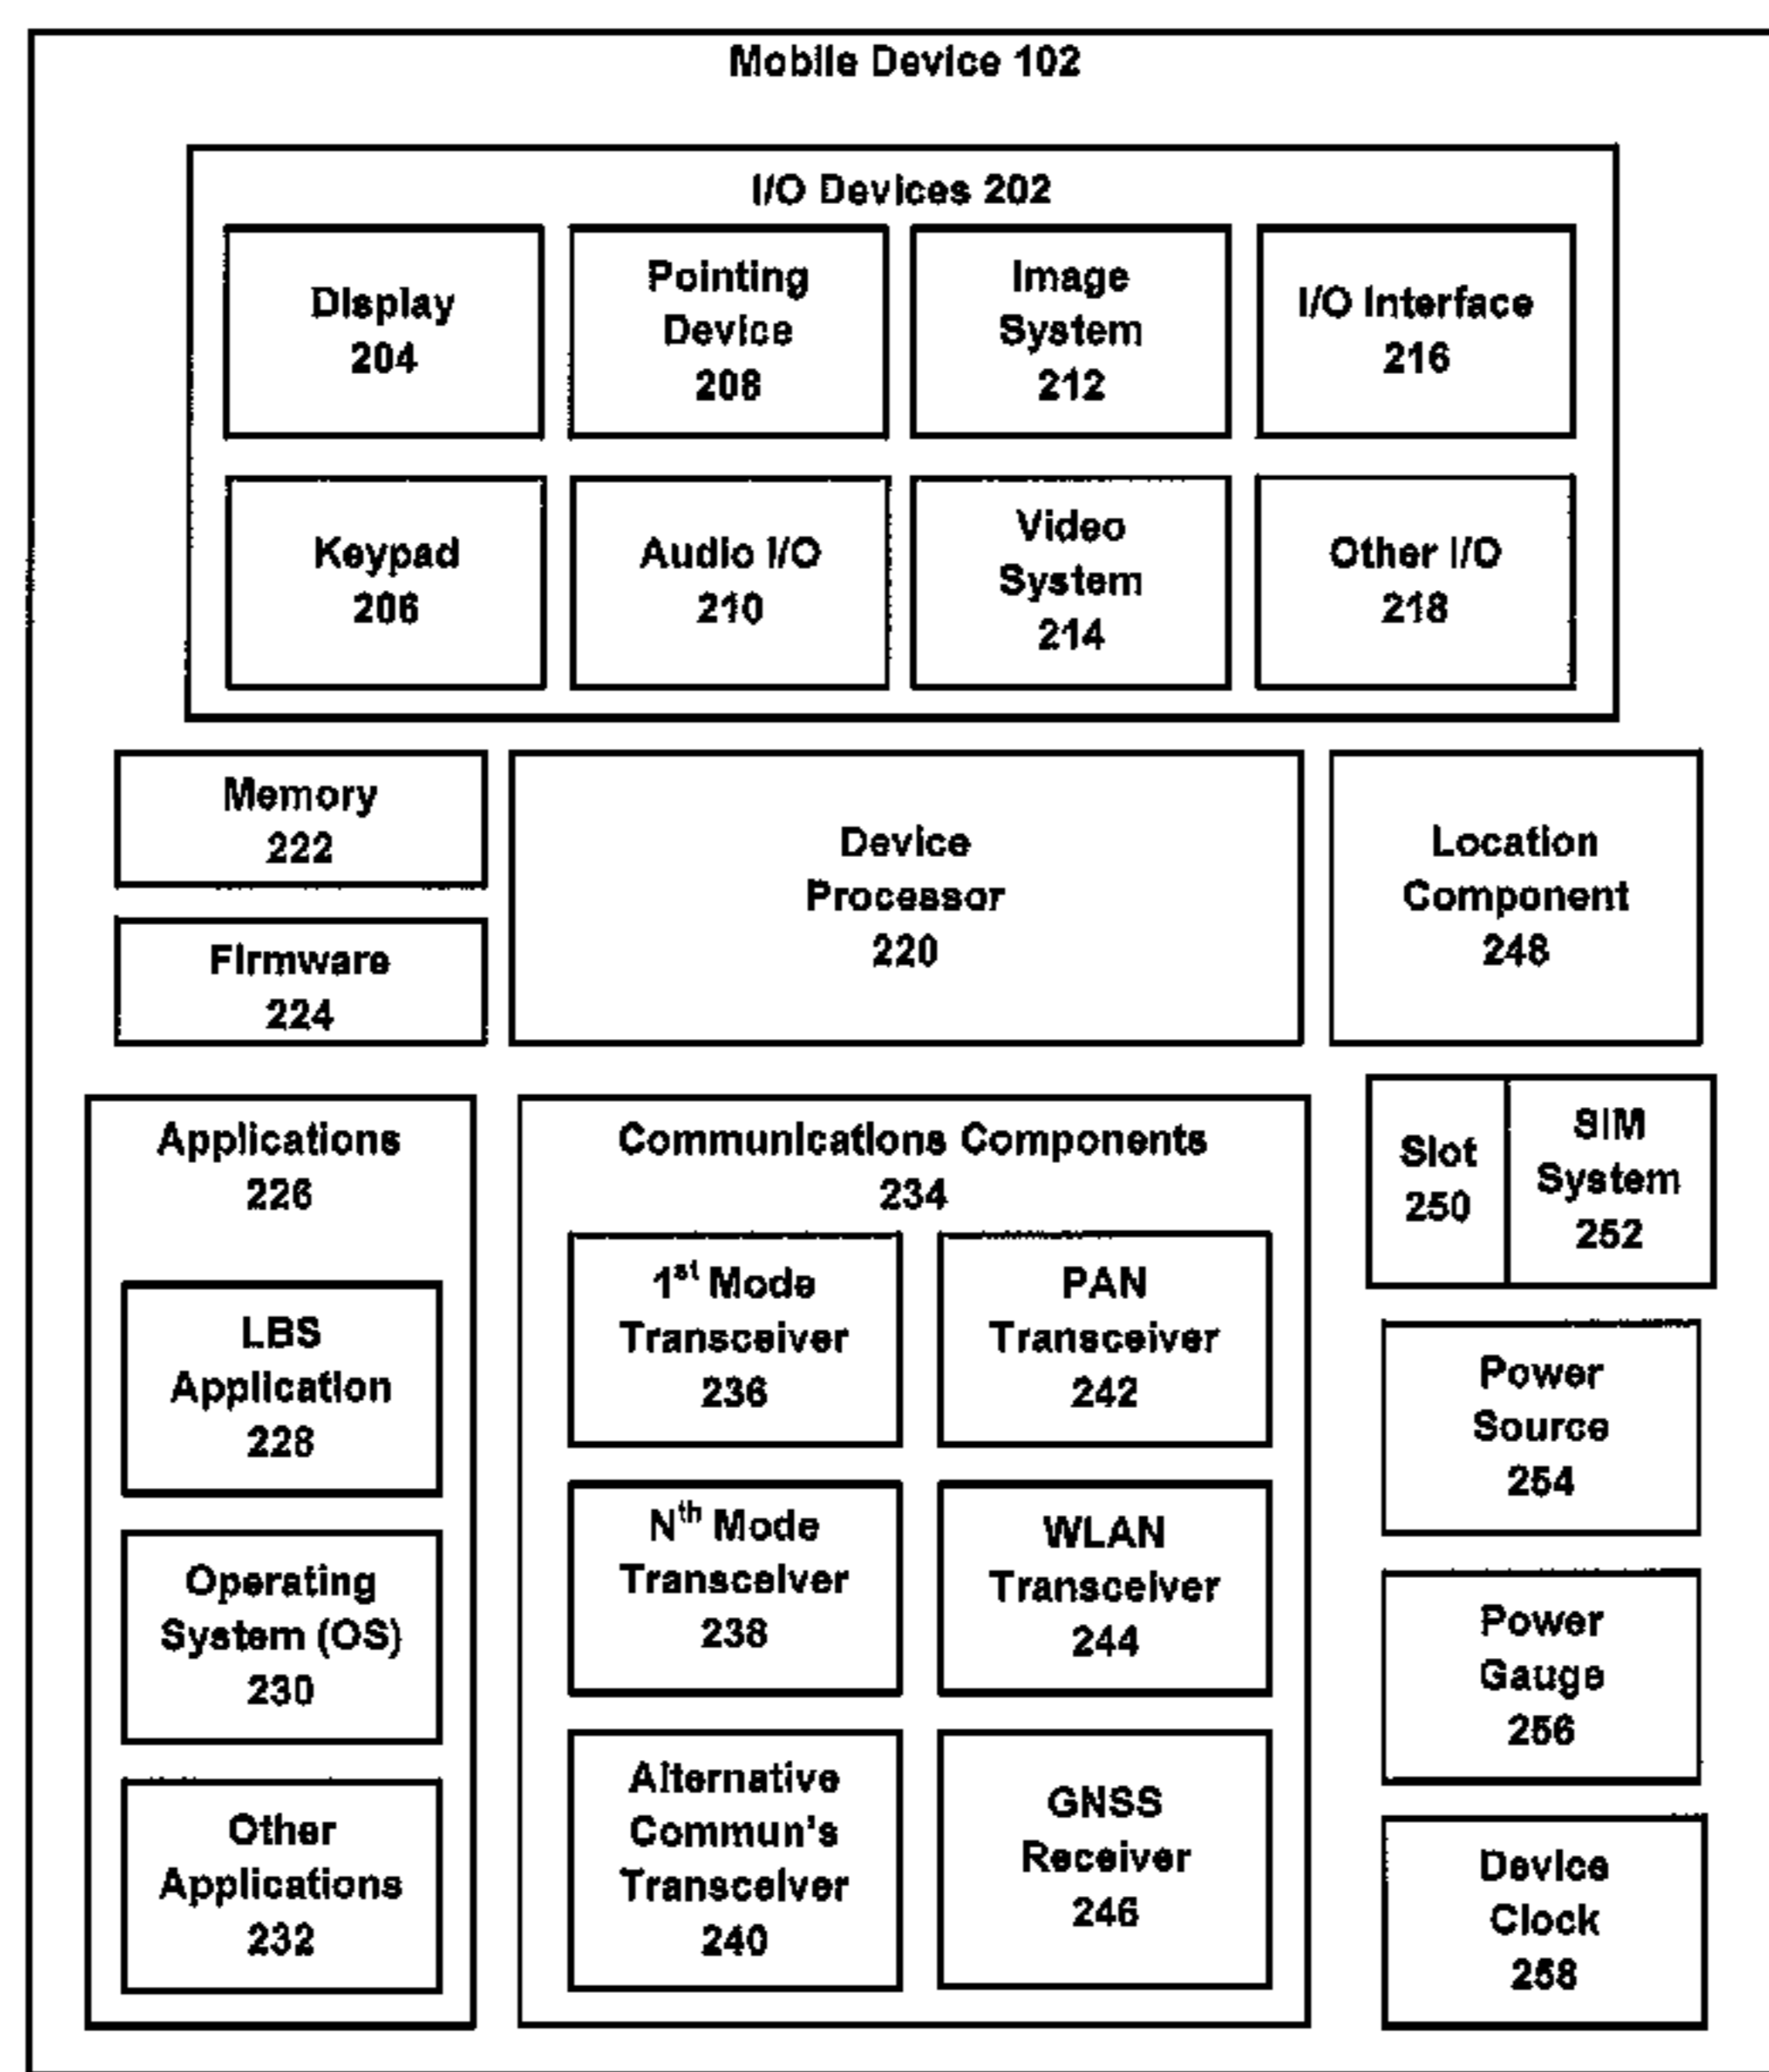 Mobile Device 102
I/O Devices 202
Display
204
Pointing
Device
208
Image
System
212
I/O Interface
216
Keypad
206
Audio I/O
210
Video
System
214
Other I/O
218
Memory
222
Firmware
224
Device
Processor
220
Location
Component
248
Applications
226
LBS
Application
228
Operating
System (OS)
230
Other
Applications
232
Communications Components
234
1st Mode
Transceiver
236
PAN
Transceiver
242
Nth Mode
Transceiver
238
WLAN
Transceiver
244
Alternative
Commun's
Transceiver
240
GNSS
Receiver
246
Slot
250
SIM
System
252
Power
Source
254
Power
Gauge
256
Device
Clock
258